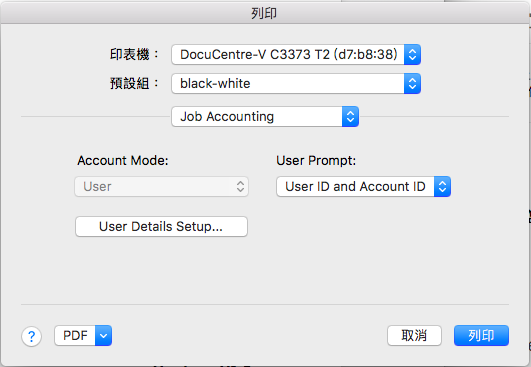 列印
印表機： DocuCentre-V C3373 T2 (d7:b8:38)
預設組： black-white
Job Accounting
Account Mode: User Prompt:
User User ID and Account ID
User Details Setup...
? PDF 取消 列印